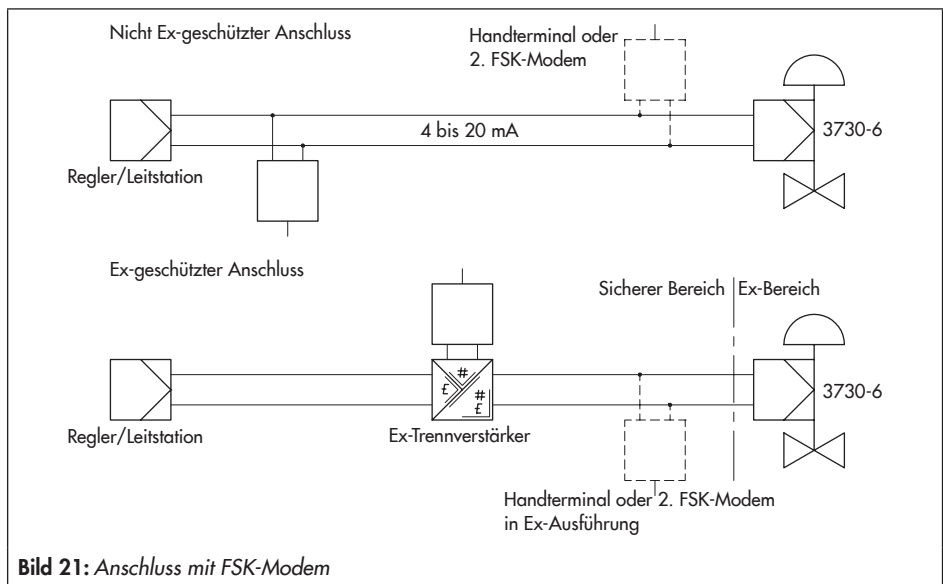 Nicht Ex-geschützter Anschluss
Handterminal oder
2. FSK-Modem
4 bis 20 mA
3730-6
Regler/Leitstation
Ex-geschützter Anschluss
Sicherer Bereich
Ex-Bereich
#
£
#
£
3730-6
Regler/Leitstation
Ex-Trennverstärker
Handterminal oder 2. FSK-Modem
in Ex-Ausführung
Bild 21: Anschluss mit FSK-Modem